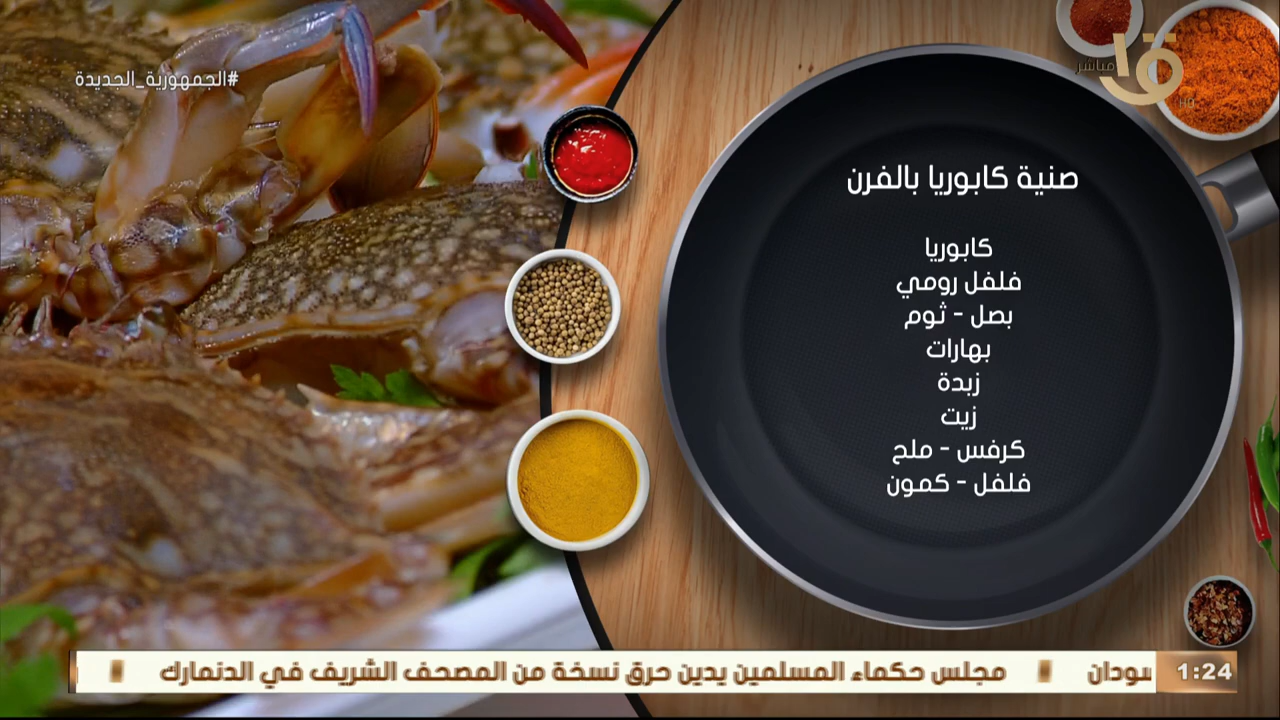 #الجمهورية_الجديدة
مباشر
HD
صنية كابوريا بالفرن
كابوريا
فلفل رومي
بصل - ثوم
بهارات
زبدة
زيت
كرفس - ملح
فلفل - كمون
1:24
سودان ▮ مجلس حكماء المسلمين يدين حرق نسخة من المصحف الشريف في الدنمارك ▮